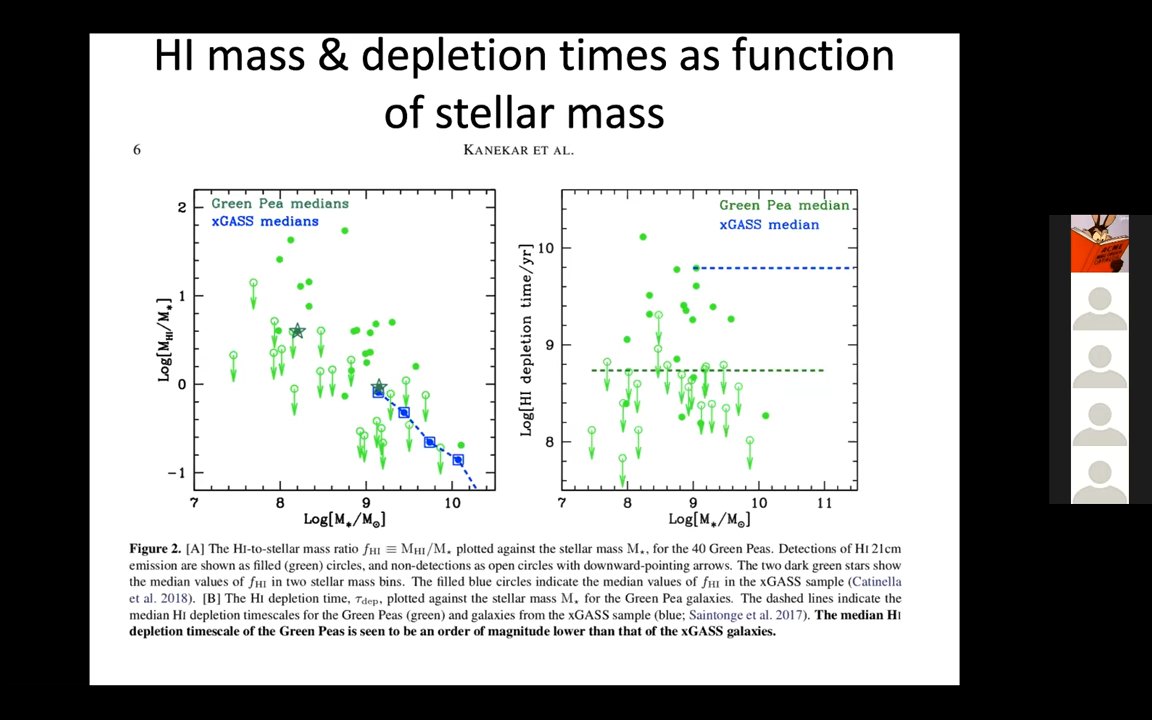 HI mass & depletion times as function
of stellar mass
6
KANEKAR ET AL.
Green Pea medians
xGASS medians
2
1
0
−1
Log[M_HI/M_*]
7
8
9
10
Log[M_*/M_⊙]
Green Pea median
xGASS median
10
9
8
Log[HI depletion time/yr]
7
8
9
10
11
Log[M_*/M_⊙]
Figure 2. [A] The HI-to-stellar mass ratio f_HI ≡ M_HI/M_⋆ plotted against the stellar mass M_⋆, for the 40 Green Peas. Detections of HI 21cm
emission are shown as filled (green) circles, and non-detections as open circles with downward-pointing arrows. The two dark green stars show
the median values of f_HI in two stellar mass bins. The filled blue circles indicate the median values of f_HI in the xGASS sample (Catinella
et al. 2018). [B] The HI depletion time, τ_dep, plotted against the stellar mass M_⋆ for the Green Pea galaxies. The dashed lines indicate the
median HI depletion timescales for the Green Peas (green) and galaxies from the xGASS sample (blue; Saintonge et al. 2017). The median HI
depletion timescale of the Green Peas is seen to be an order of magnitude lower than that of the xGASS galaxies.
ACME